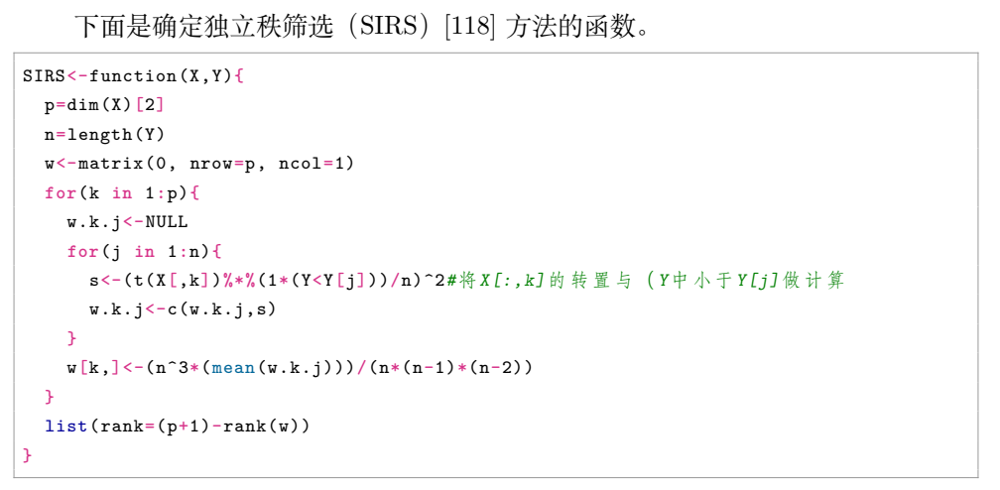 下面是确定独立秩筛选（SIRS）[118] 方法的函数。
SIRS<-function(X,Y){
  p=dim(X)[2]
  n=length(Y)
  w<-matrix(0, nrow=p, ncol=1)
  for(k in 1:p){
    w.k.j<-NULL
    for(j in 1:n){
      s<-(t(X[,k])%*%(1*(Y<Y[j]))/n)^2#将X[:,k]的转置与（Y中小于Y[j]做计算
      w.k.j<-c(w.k.j,s)
    }
    w[k,]<-(n^3*(mean(w.k.j)))/(n*(n-1)*(n-2))
  }
  list(rank=(p+1)-rank(w))
}